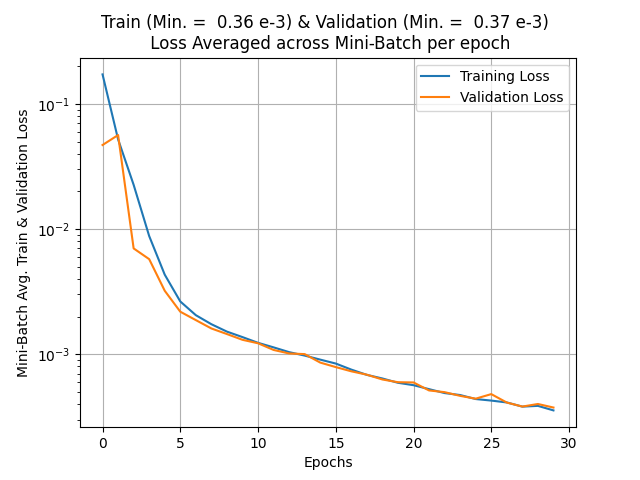 Train (Min. =  0.36 e-3) & Validation (Min. =  0.37 e-3)
Loss Averaged across Mini-Batch per epoch
Training Loss
Validation Loss
Mini-Batch Avg. Train & Validation Loss
10⁻¹
10⁻²
10⁻³
0 5 10 15 20 25 30
Epochs